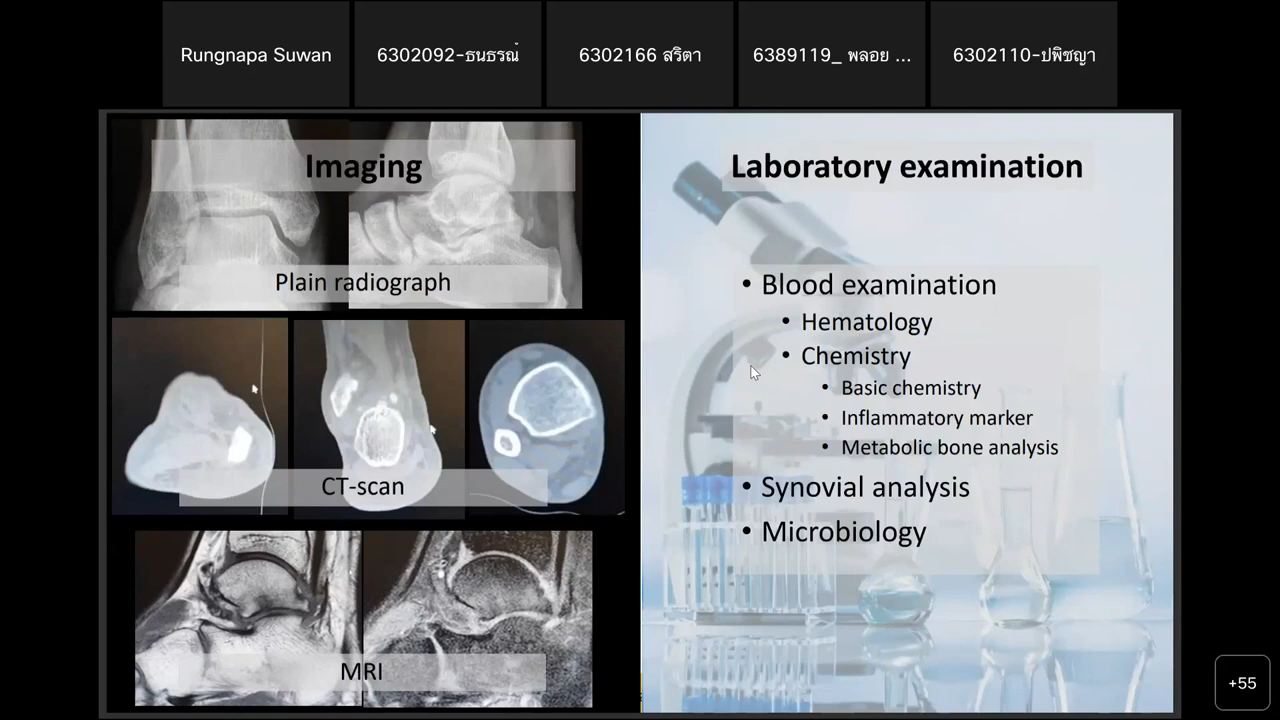 Rungnapa Suwan
6302092-ธนธรณ์
6302166 สริตา
6389119_ พลอย ...
6302110-ปพิชญา
Imaging
Plain radiograph
CT-scan
MRI
Laboratory examination
• Blood examination
• Hematology
• Chemistry
• Basic chemistry
• Inflammatory marker
• Metabolic bone analysis
• Synovial analysis
• Microbiology
+55